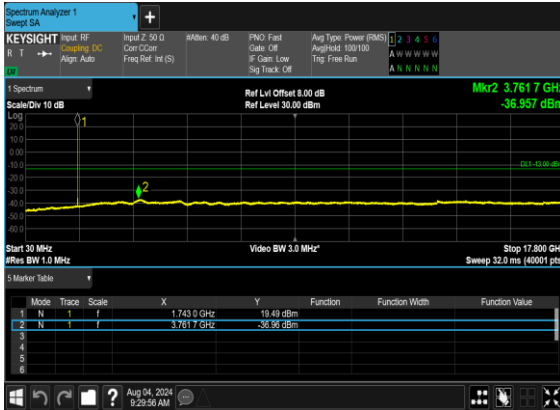 Spectrum Analyzer 1
Swept SA
+
KEYSIGHT
R T
LXI
Input: RF
Coupling: DC
Align: Auto
Input Z: 50 Ω
Corr CCorr
Freq Ref: Int (S)
#Atten: 40 dB
PNO: Fast
Gate: Off
IF Gain: Low
Sig Track: Off
Avg Type: Power (RMS)
Avg|Hold: 100/100
Trig: Free Run
1 2 3 4 5 6
A W W W W W
A N N N N N
1 Spectrum
Scale/Div 10 dB
Ref Lvl Offset 8.00 dB
Ref Level 30.00 dBm
Mkr2 3.761 7 GHz
-36.957 dBm
Log
20.0
10.0
0.00
-10.0
-20.0
-30.0
-40.0
-50.0
-60.0
1
2
DL1 -13.00 dBm
Start 30 MHz
#Res BW 1.0 MHz
Video BW 3.0 MHz*
Stop 17.800 GHz
Sweep 32.0 ms (40001 pts)
5 Marker Table
Mode Trace Scale X Y Function Function Width Function Value
1 N 1 f 1.743 0 GHz 19.49 dBm
2 N 1 f 3.761 7 GHz -36.96 dBm
3
4
5
6
?
Aug 04, 2024
9:29:56 AM